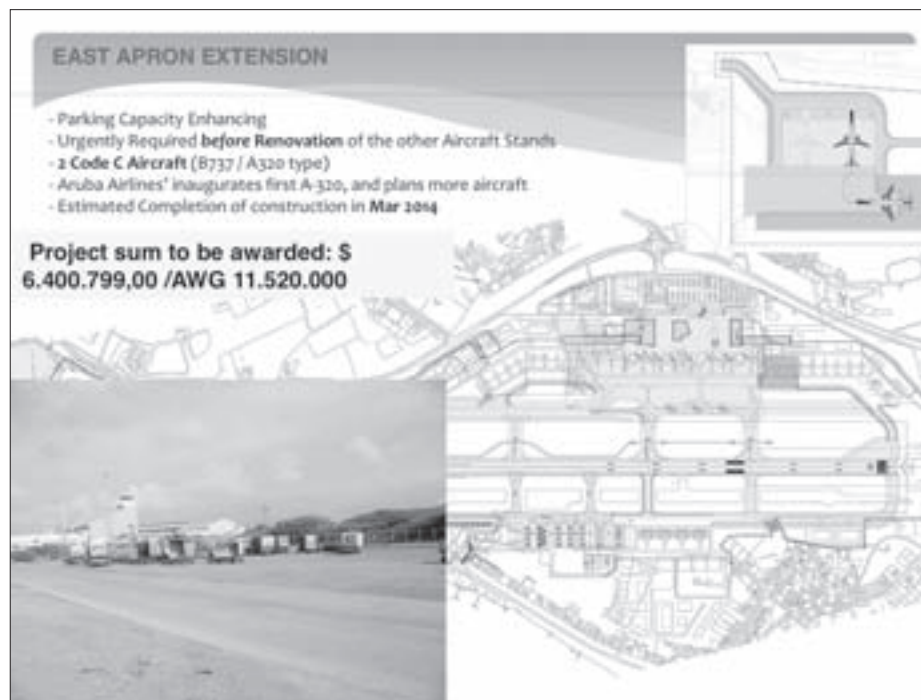 EAST APRON EXTENSION
- Parking Capacity Enhancing
- Urgently Required before Renovation of the other Aircraft Stands
- 2 Code C Aircraft (B737 / A320 type)
- Aruba Airlines' inaugurates first A-320, and plans more aircraft
- Estimated Completion of construction in Mar 2014
Project sum to be awarded: $
6.400.799,00 /AWG 11.520.000